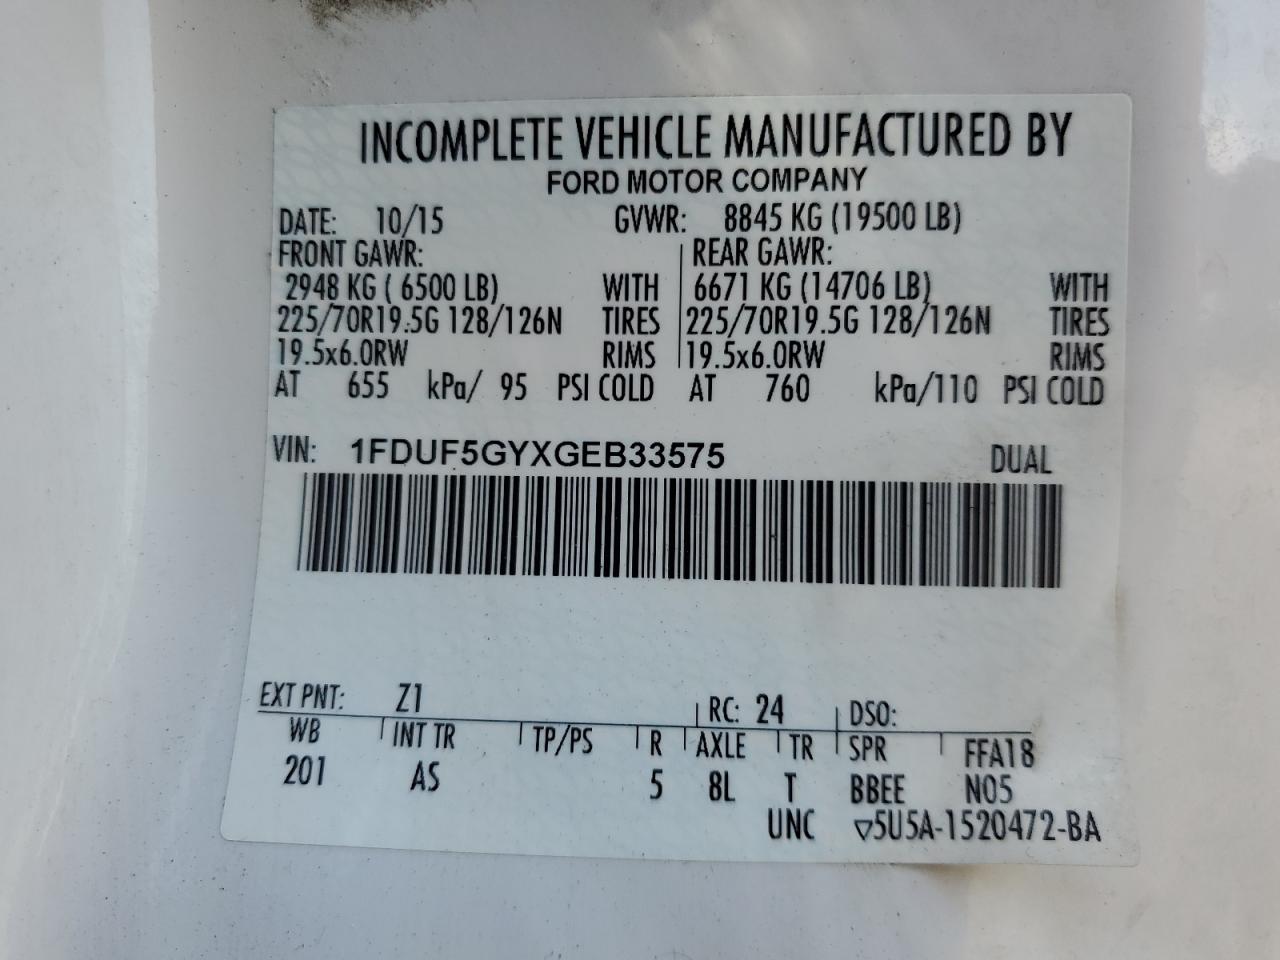 INCOMPLETE VEHICLE MANUFACTURED BY
FORD MOTOR COMPANY
DATE: 10/15 GVWR: 8845 KG (19500 LB)
FRONT GAWR: REAR GAWR:
2948 KG ( 6500 LB) WITH 6671 KG (14706 LB) WITH
225/70R19.5G 128/126N TIRES 225/70R19.5G 128/126N TIRES
19.5x6.0RW RIMS 19.5x6.0RW RIMS
AT 655 kPa/ 95 PSI COLD AT 760 kPa/110 PSI COLD
VIN: 1FDUF5GYXGEB33575 DUAL
EXT PNT: Z1 RC: 24 DSO:
WB INT TR TP/PS R AXLE TR SPR FFA18
201 AS 5 8L T BBEE N05
UNC ▽5U5A-1520472-BA